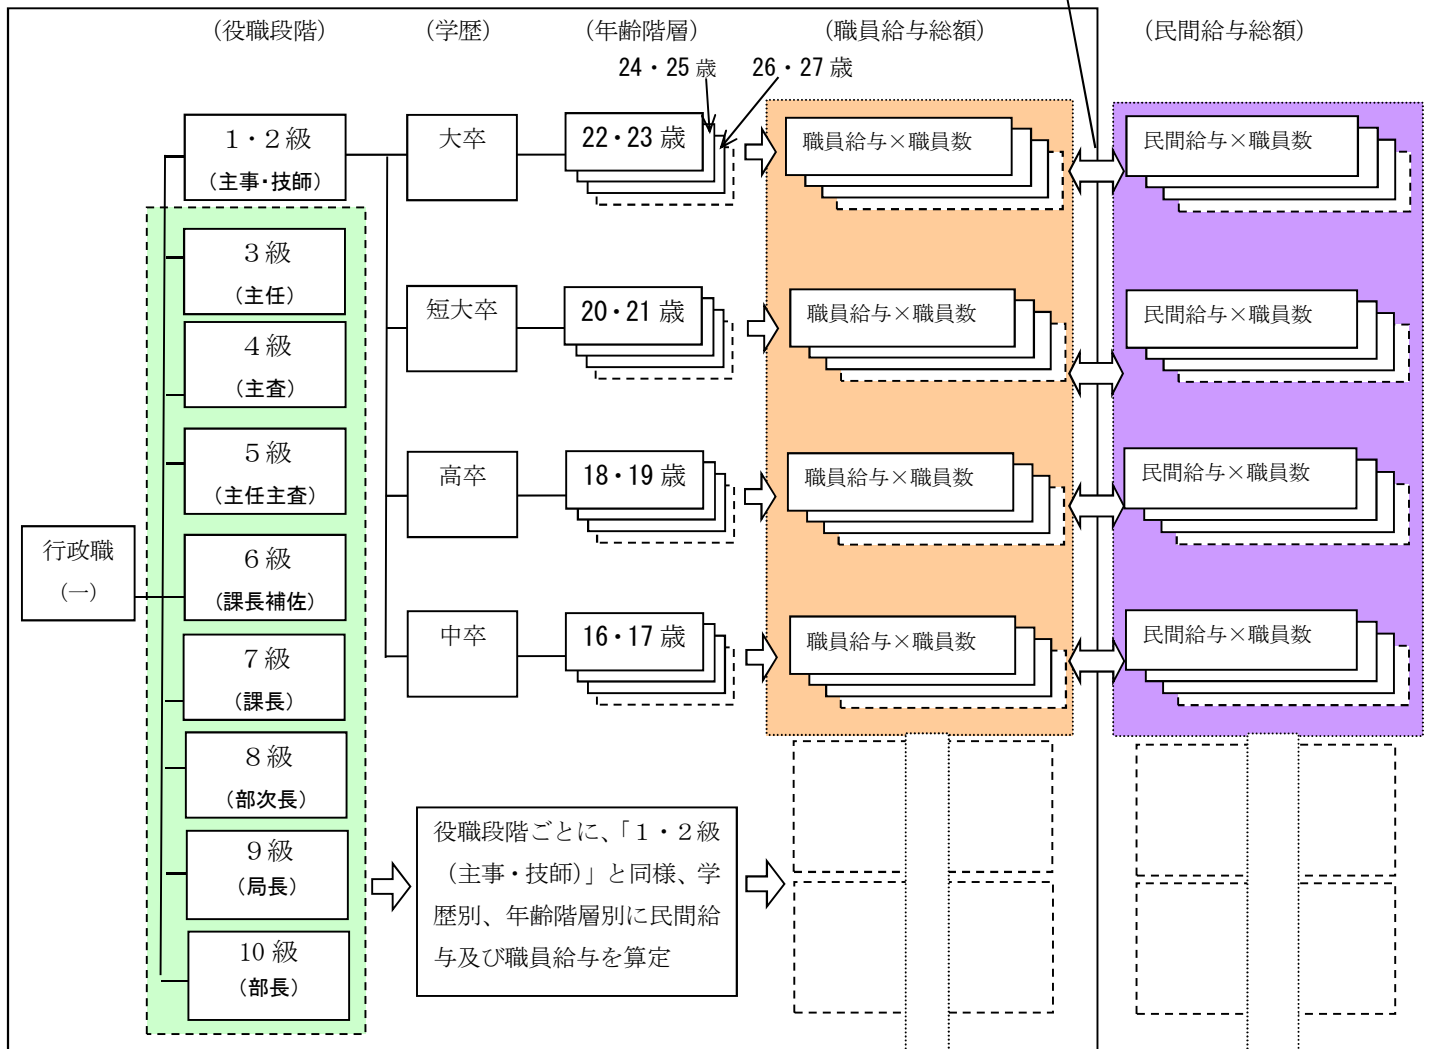 （役職段階）
（学歴）
（年齢階層）
（職員給与総額）
（民間給与総額）
24・25 歳
26・27 歳
1・2 級
（主事・技師）
大卒
22・23 歳
職員給与×職員数
民間給与×職員数
３級
（主任）
短大卒
20・21 歳
職員給与×職員数
民間給与×職員数
４級
（主査）
５級
（主任主査）
高卒
18・19 歳
職員給与×職員数
民間給与×職員数
行政職
（一）
６級
（課長補佐）
中卒
16・17 歳
職員給与×職員数
民間給与×職員数
７級
（課長）
８級
（部次長）
９級
（局長）
10 級
（部長）
役職段階ごとに、「１・２級
（主事・技師）」と同様、学
歴別、年齢階層別に民間給
与及び職員給与を算定